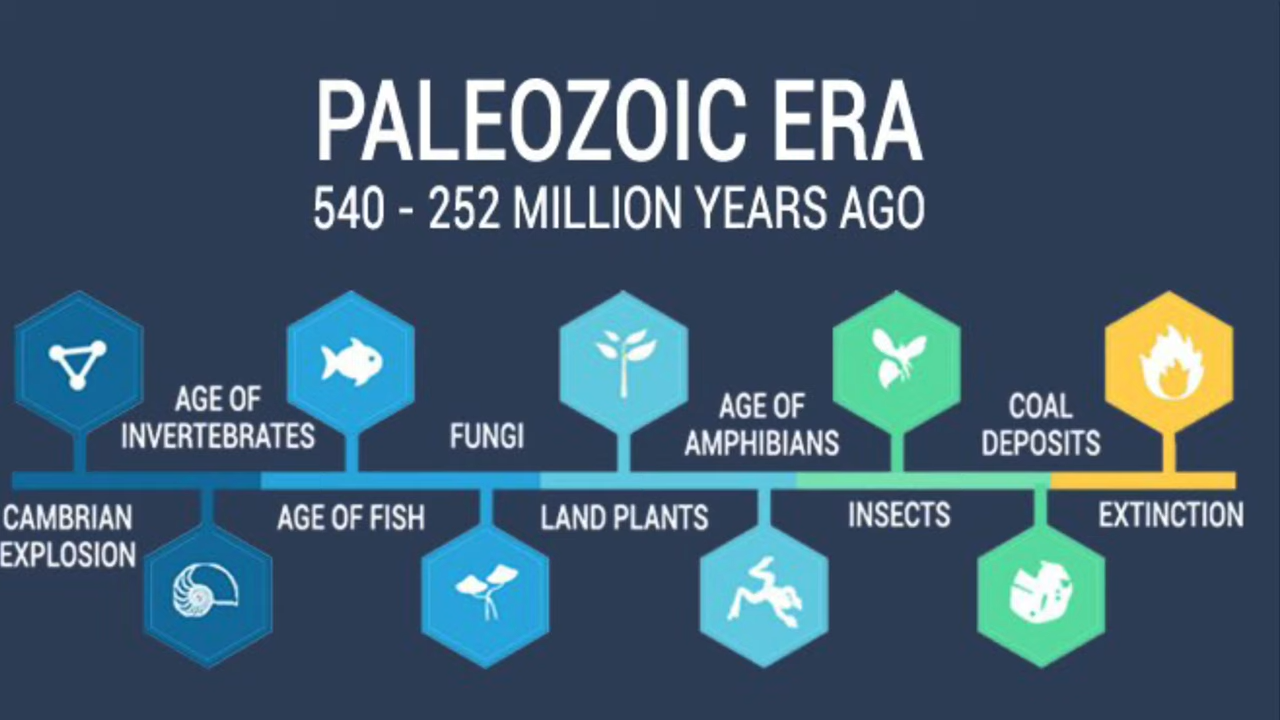 PALEOZOIC ERA
540 - 252 MILLION YEARS AGO
CAMBRIAN
EXPLOSION
AGE OF
INVERTEBRATES
AGE OF FISH
FUNGI
LAND PLANTS
AGE OF
AMPHIBIANS
INSECTS
COAL
DEPOSITS
EXTINCTION